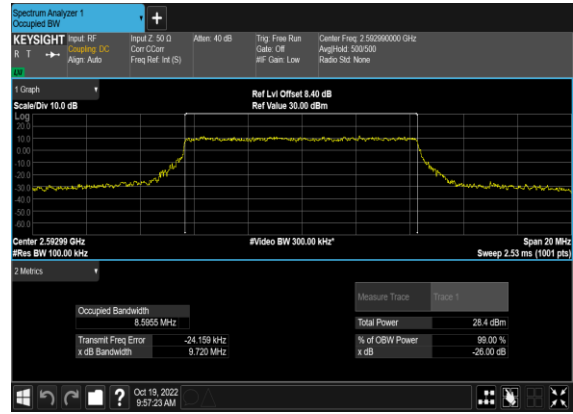 Spectrum Analyzer 1
Occupied BW
KEYSIGHT Input: RF Input Z: 50 Ω Atten: 40 dB Trig: Free Run Center Freq: 2.592990000 GHz
R T Coupling: DC Corr CCorr Gate: Off Avg|Hold: 500/500
Align: Auto Freq Ref: Int (S) #IF Gain: Low Radio Std: None
1 Graph
Ref Lvl Offset 8.40 dB
Scale/Div 10.0 dB Ref Value 30.00 dBm
Log
20.0
10.0
0.00
-10.0
-20.0
-30.0
-40.0
-50.0
-60.0
Center 2.59299 GHz #Video BW 300.00 kHz* Span 20 MHz
#Res BW 100.00 kHz Sweep 2.53 ms (1001 pts)
2 Metrics
Measure Trace Trace 1
Occupied Bandwidth
8.5955 MHz Total Power 28.4 dBm
Transmit Freq Error -24.159 kHz % of OBW Power 99.00 %
x dB Bandwidth 9.720 MHz x dB -26.00 dB
? Oct 19, 2022
9:57:23 AM